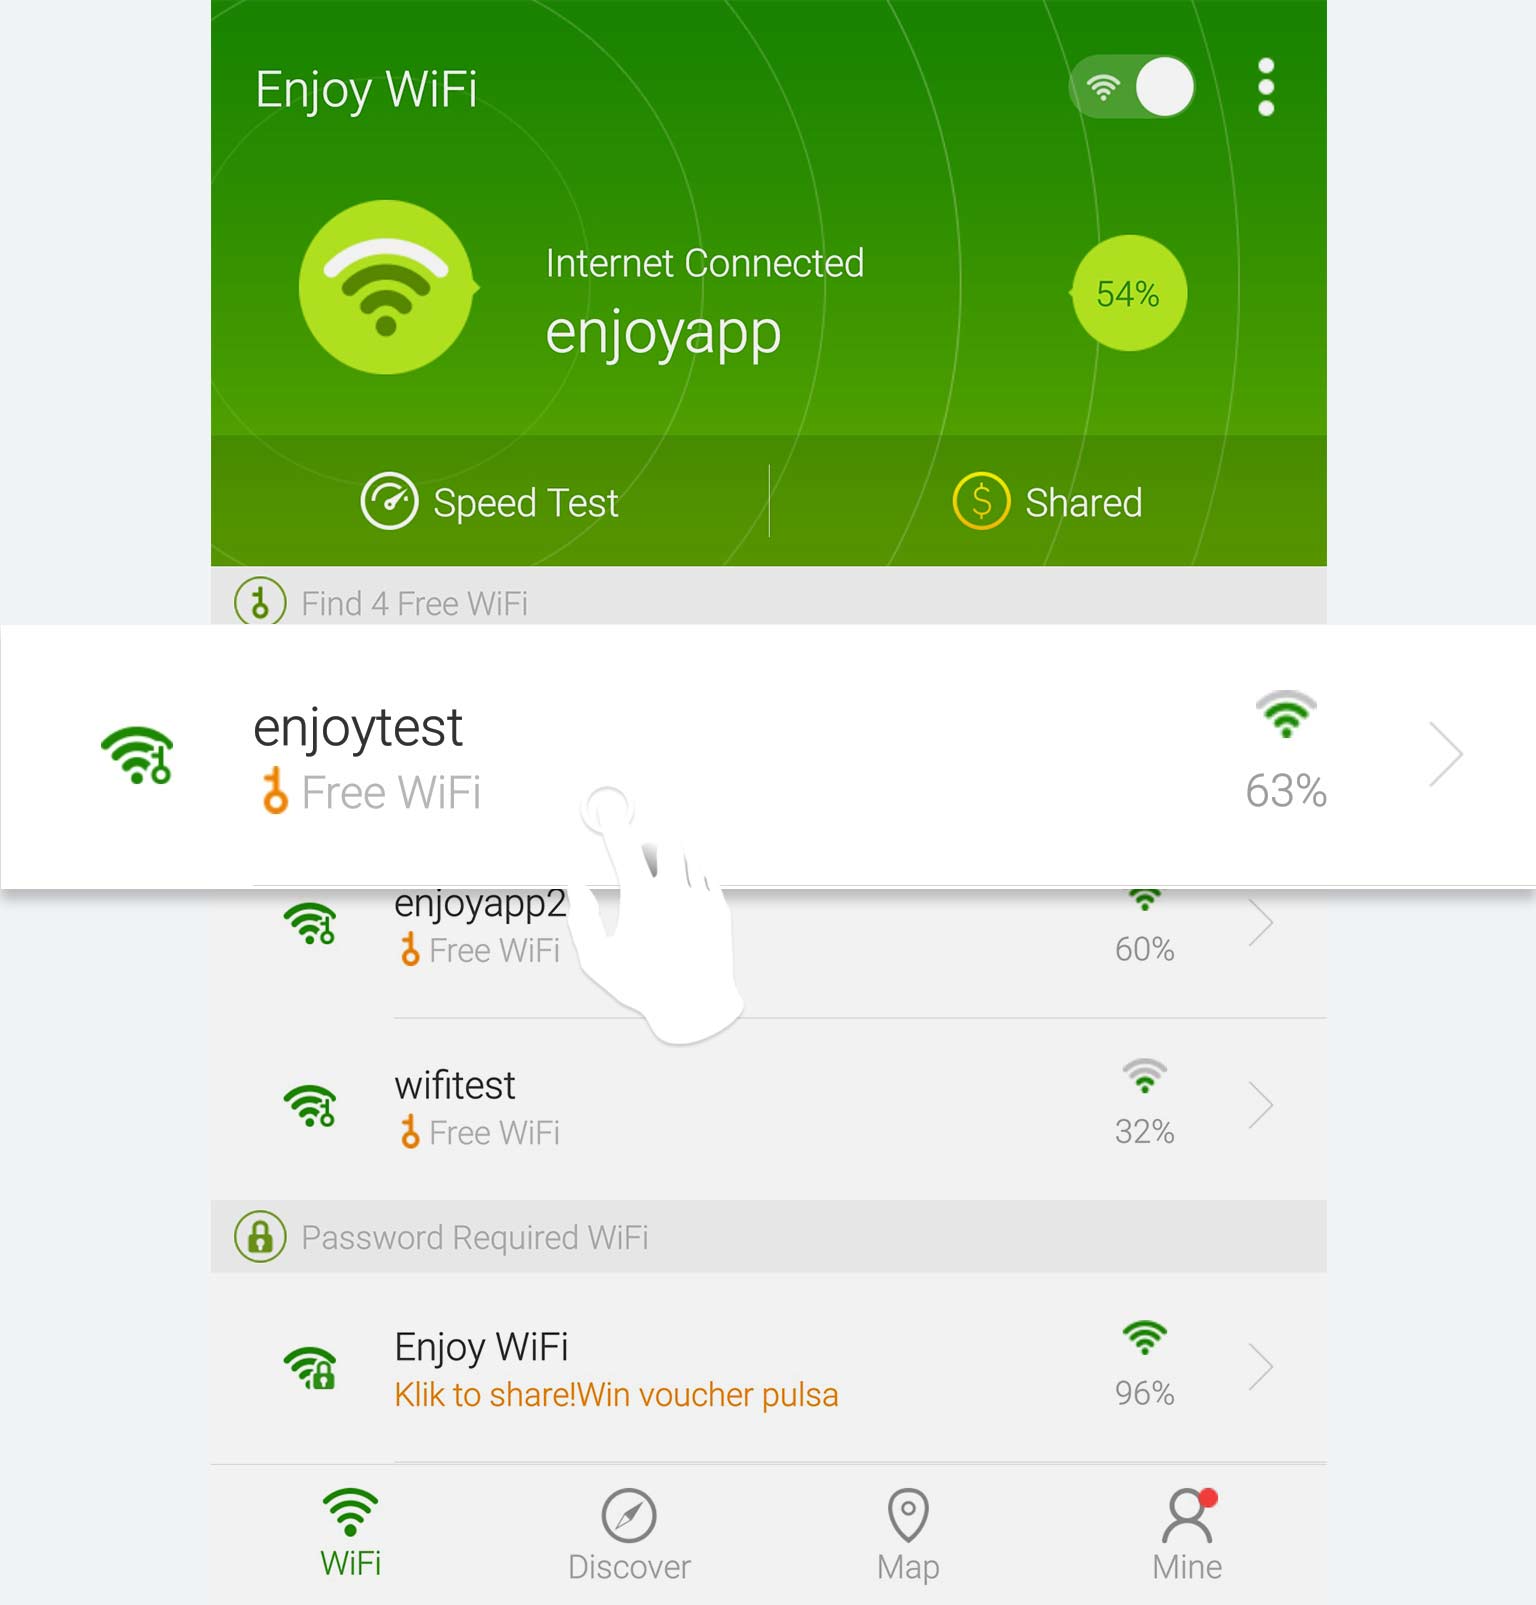 Enjoy WiFi
Internet Connected
enjoyapp
54%
Speed Test
Shared
Find 4 Free WiFi
enjoytest
Free WiFi
63%
enjoyapp2
Free WiFi
60%
wifitest
Free WiFi
32%
Password Required WiFi
Enjoy WiFi
Klik to share!Win voucher pulsa
96%
WiFi
Discover
Map
Mine